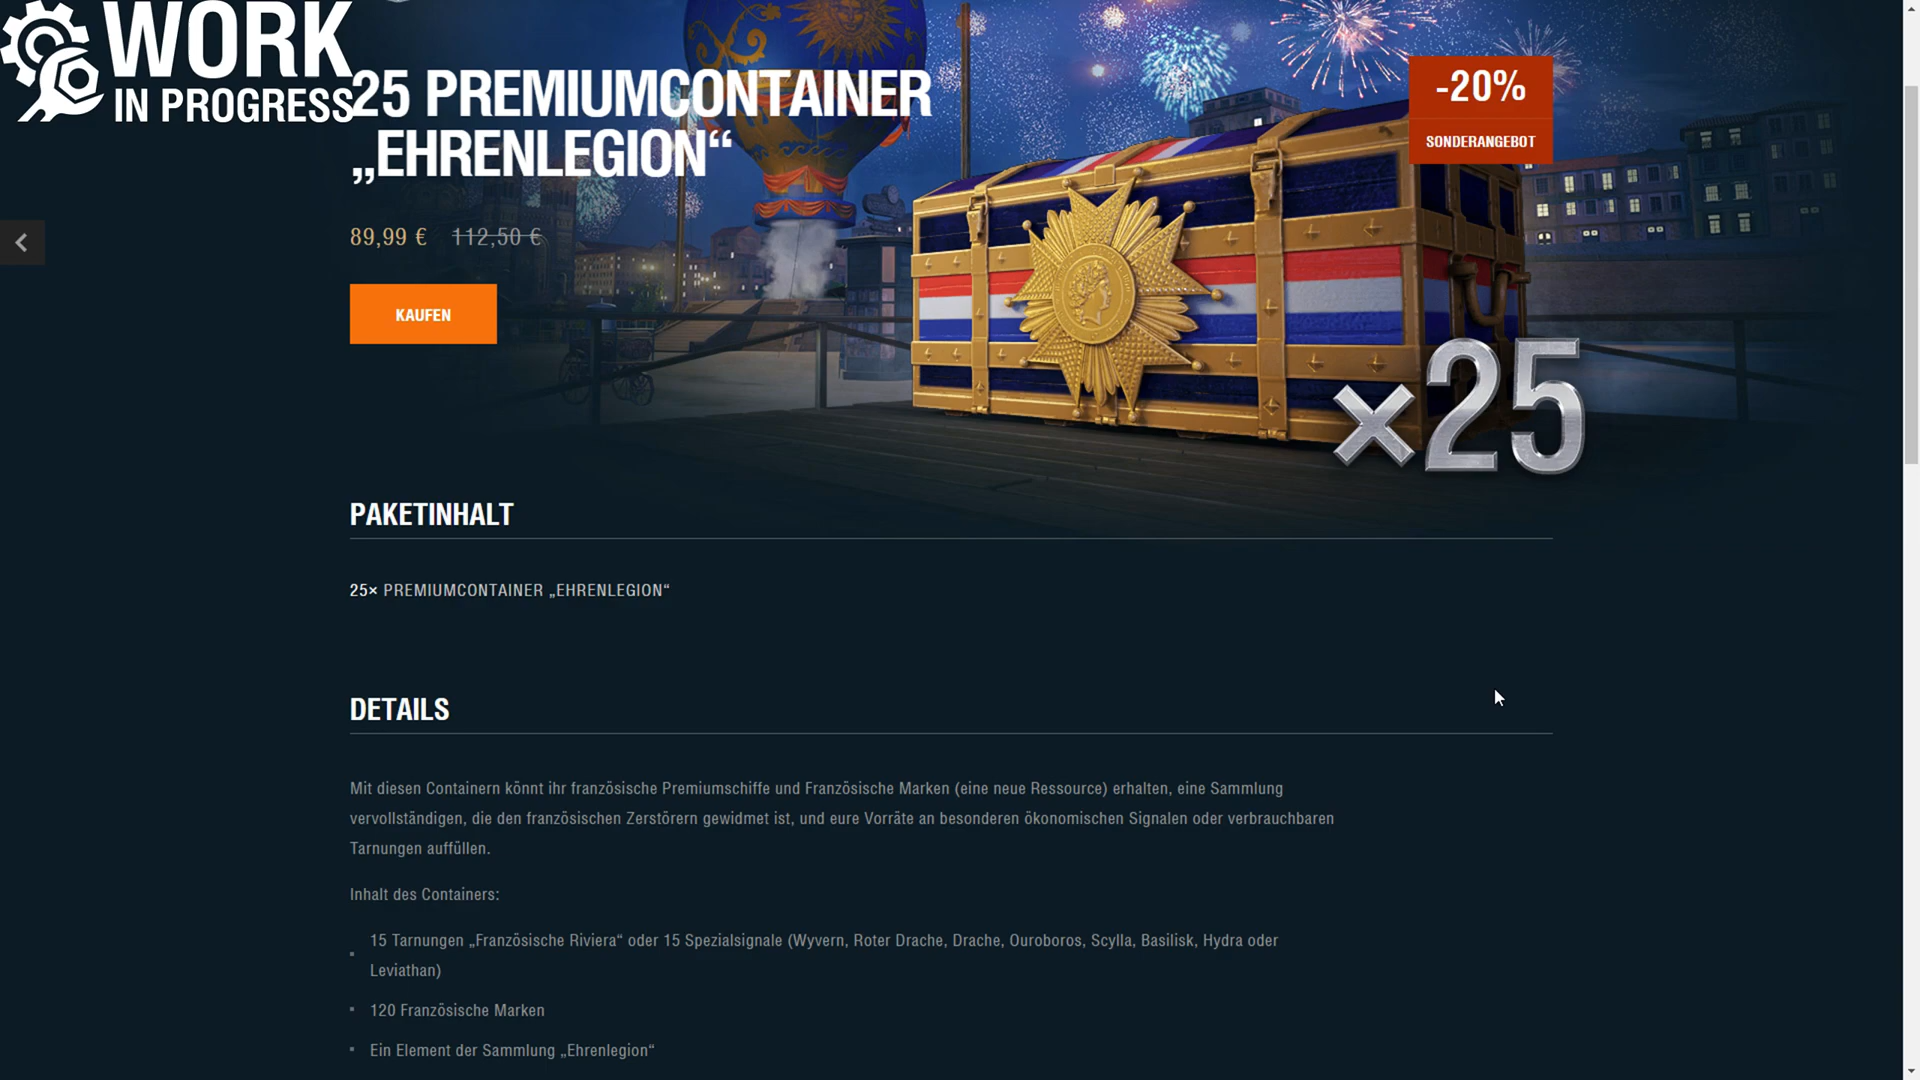 WORK
IN PROGRESS
25 PREMIUMCONTAINER
„EHRENLEGION“
-20%
SONDERANGEBOT
89,99 € 112,50 €
KAUFEN
×25
PAKETINHALT
25× PREMIUMCONTAINER „EHRENLEGION“
DETAILS
Mit diesen Containern könnt ihr französische Premiumschiffe und Französische Marken (eine neue Ressource) erhalten, eine Sammlung
vervollständigen, die den französischen Zerstörern gewidmet ist, und eure Vorräte an besonderen ökonomischen Signalen oder verbrauchbaren
Tarnungen auffüllen.
Inhalt des Containers:
15 Tarnungen „Französische Riviera“ oder 15 Spezialsignale (Wyvern, Roter Drache, Drache, Ouroboros, Scylla, Basilisk, Hydra oder
Leviathan)
120 Französische Marken
Ein Element der Sammlung „Ehrenlegion“